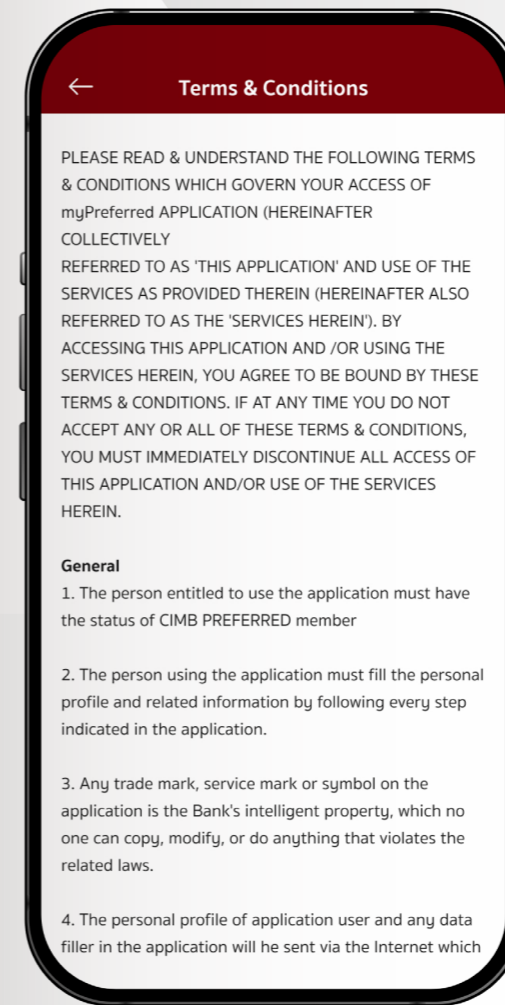 Terms & Conditions
PLEASE READ & UNDERSTAND THE FOLLOWING TERMS
& CONDITIONS WHICH GOVERN YOUR ACCESS OF
myPreferred APPLICATION (HEREINAFTER
COLLECTIVELY
REFERRED TO AS 'THIS APPLICATION' AND USE OF THE
SERVICES AS PROVIDED THEREIN (HEREINAFTER ALSO
REFERRED TO AS THE 'SERVICES HEREIN'). BY
ACCESSING THIS APPLICATION AND /OR USING THE
SERVICES HEREIN, YOU AGREE TO BE BOUND BY THESE
TERMS & CONDITIONS. IF AT ANY TIME YOU DO NOT
ACCEPT ANY OR ALL OF THESE TERMS & CONDITIONS,
YOU MUST IMMEDIATELY DISCONTINUE ALL ACCESS OF
THIS APPLICATION AND/OR USE OF THE SERVICES
HEREIN.
General
1. The person entitled to use the application must have
the status of CIMB PREFERRED member
2. The person using the application must fill the personal
profile and related information by following every step
indicated in the application.
3. Any trade mark, service mark or symbol on the
application is the Bank's intelligent property, which no
one can copy, modify, or do anything that violates the
related laws.
4. The personal profile of application user and any data
filler in the application will he sent via the Internet which